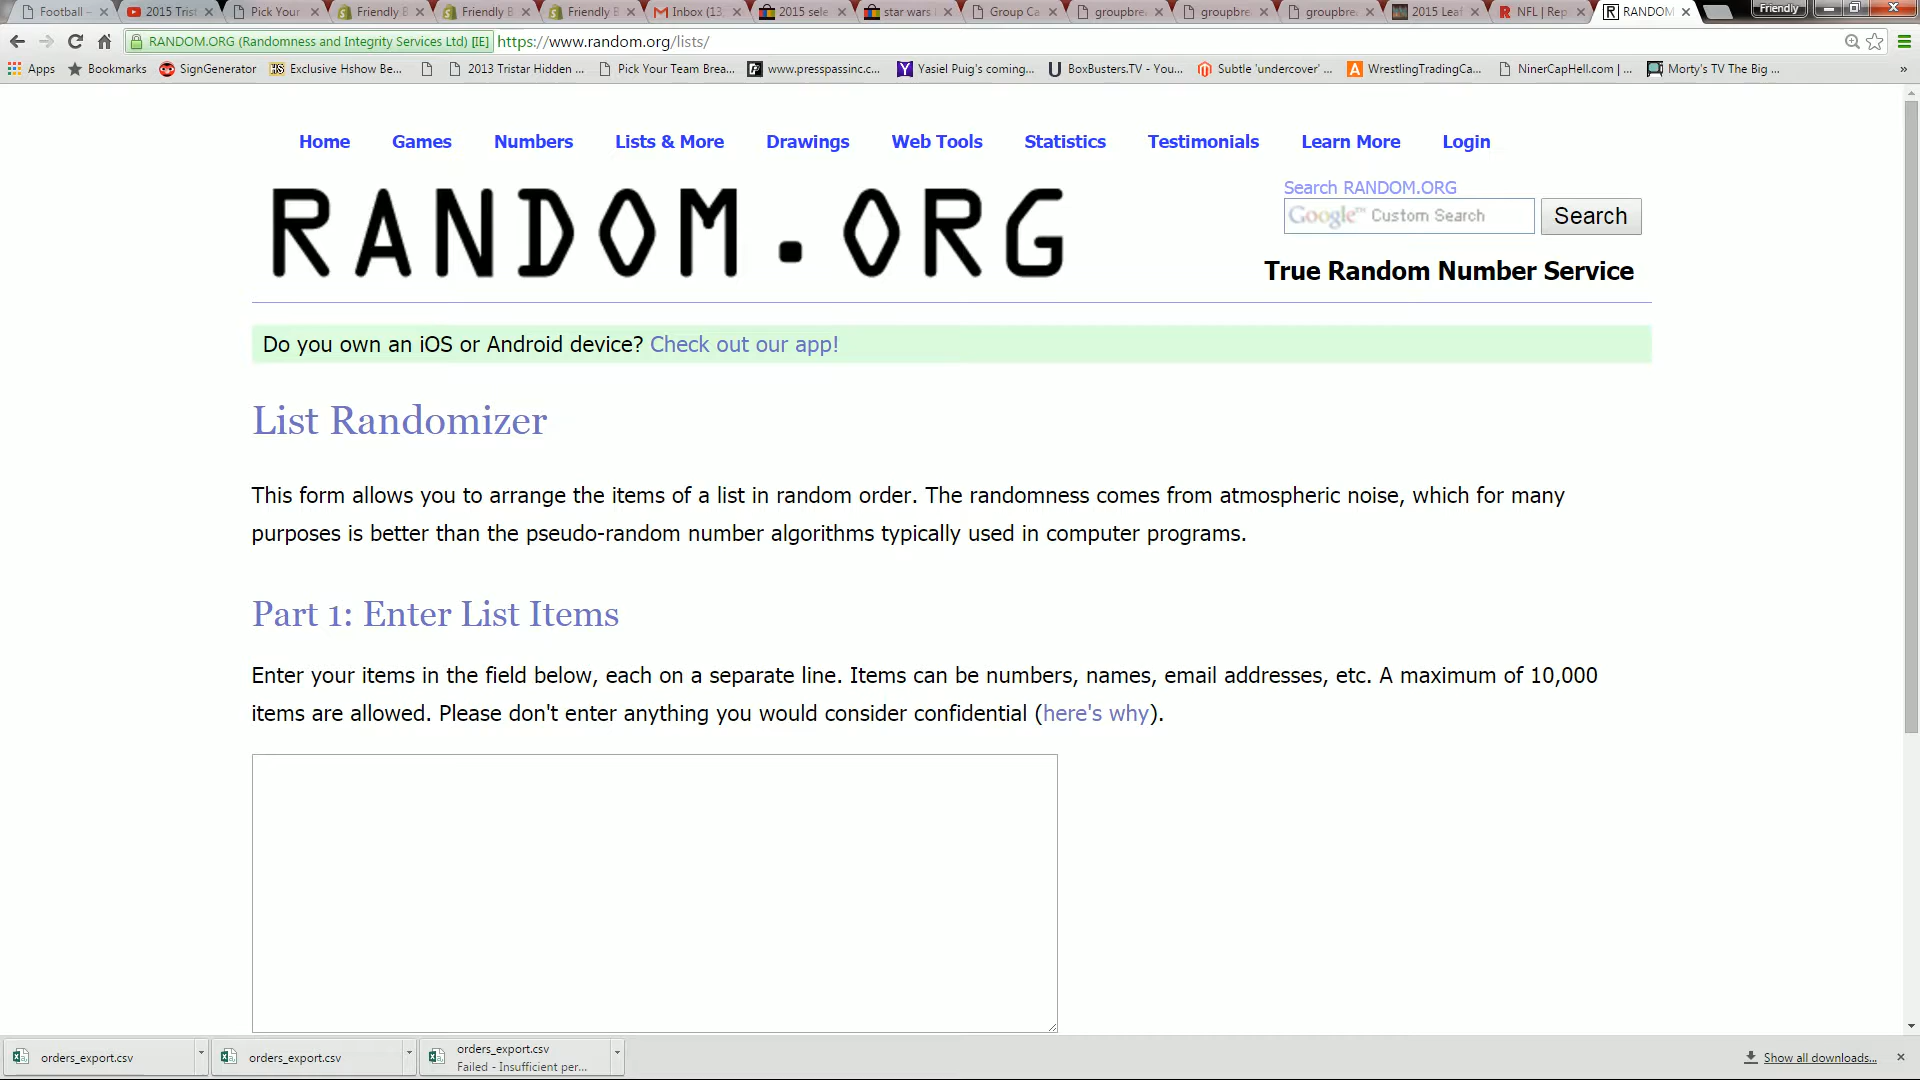 Football -
2015 Trist
Pick Your
Friendly B
Friendly B
Friendly B
Inbox (13
2015 sele
star wars
Group Ca
groupbre
groupbre
groupbre
2015 Leaf
NFL | Rep
RANDOM
Friendly
RANDOM.ORG (Randomness and Integrity Services Ltd) [IE] https://www.random.org/lists/
Apps Bookmarks SignGenerator Exclusive Hshow Be... 2013 Tristar Hidden ... Pick Your Team Brea... www.presspassinc.c... Yasiel Puig's coming... BoxBusters.TV - You... Subtle 'undercover' ... WrestlingTradingCa... NinerCapHell.com | ... Morty's TV The Big ... »
Home Games Numbers Lists & More Drawings Web Tools Statistics Testimonials Learn More Login
RANDOM.ORG
Search RANDOM.ORG
Google™ Custom Search Search
True Random Number Service
Do you own an iOS or Android device? Check out our app!
List Randomizer
This form allows you to arrange the items of a list in random order. The randomness comes from atmospheric noise, which for many
purposes is better than the pseudo-random number algorithms typically used in computer programs.
Part 1: Enter List Items
Enter your items in the field below, each on a separate line. Items can be numbers, names, email addresses, etc. A maximum of 10,000
items are allowed. Please don't enter anything you would consider confidential (here's why).
orders_export.csv
orders_export.csv
orders_export.csv
Failed - Insufficient per...
Show all downloads...